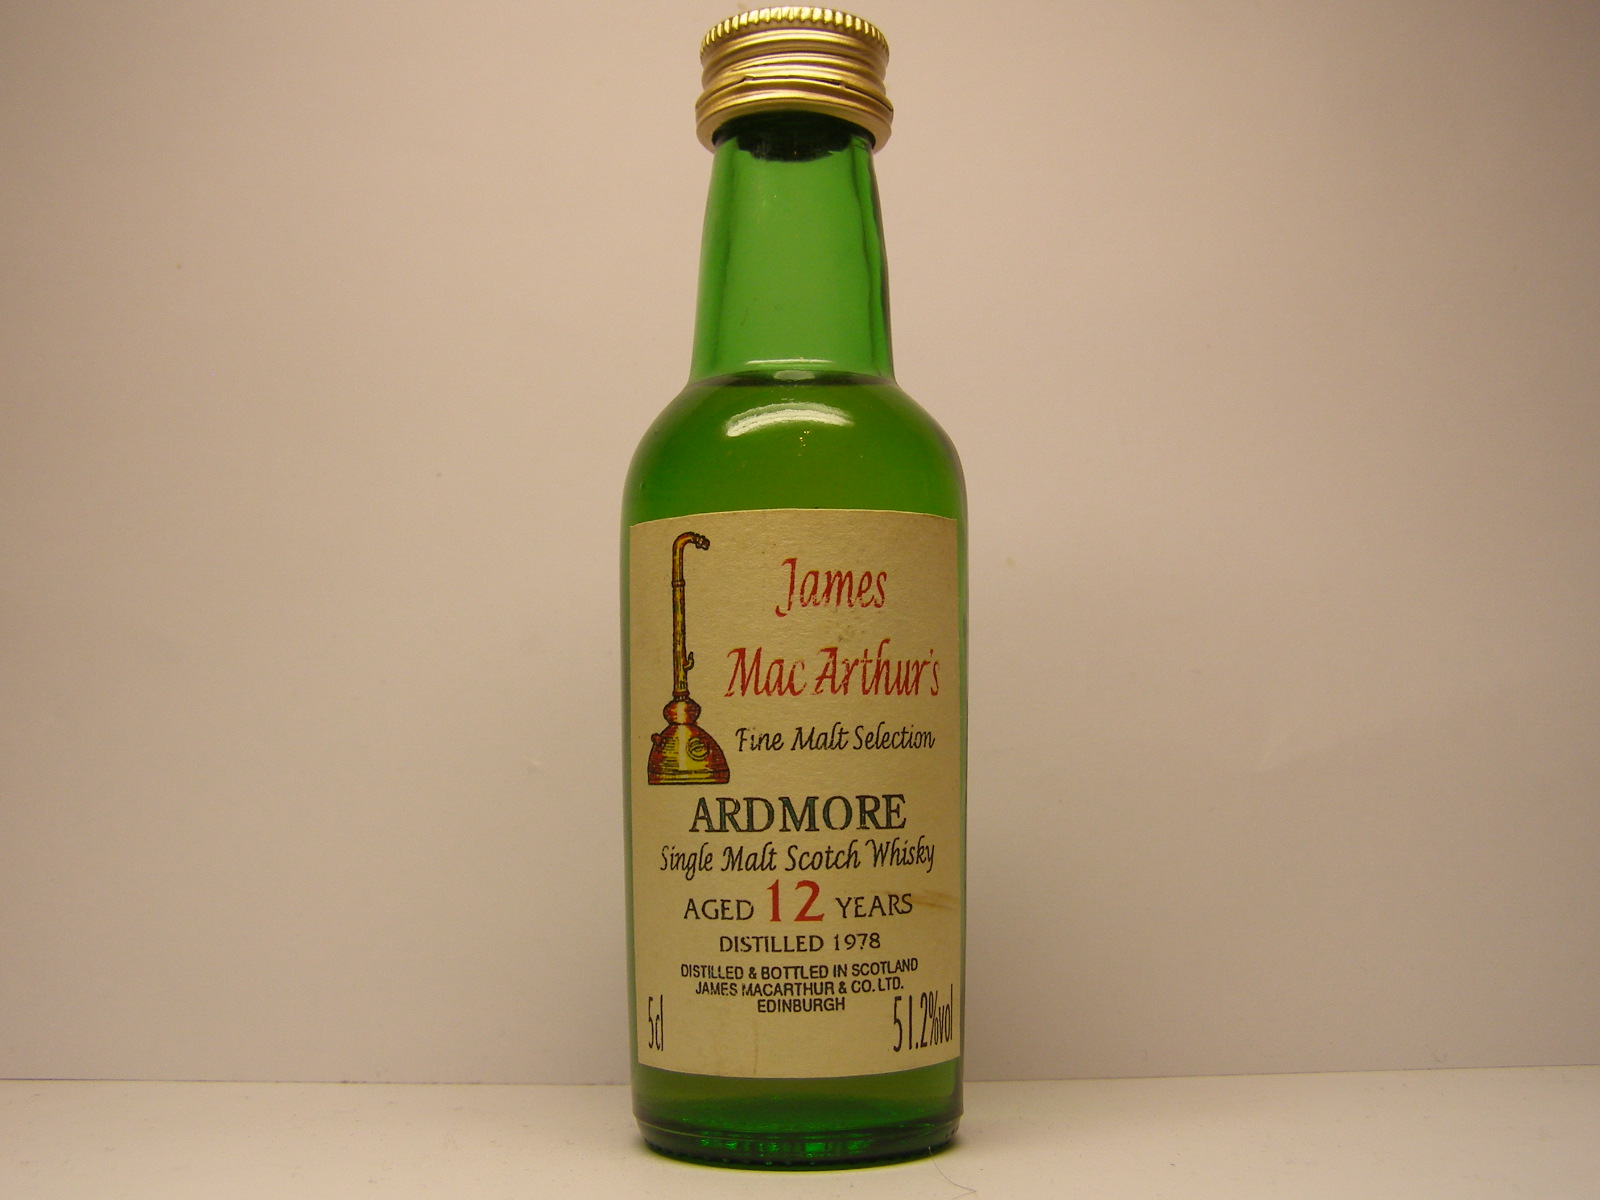 James
Mac Arthur's
Fine Malt Selection
ARDMORE
Single Malt Scotch Whisky
AGED 12 YEARS
DISTILLED 1978
DISTILLED & BOTTLED IN SCOTLAND
JAMES MACARTHUR & CO. LTD.
EDINBURGH
5cl 51.2%vol